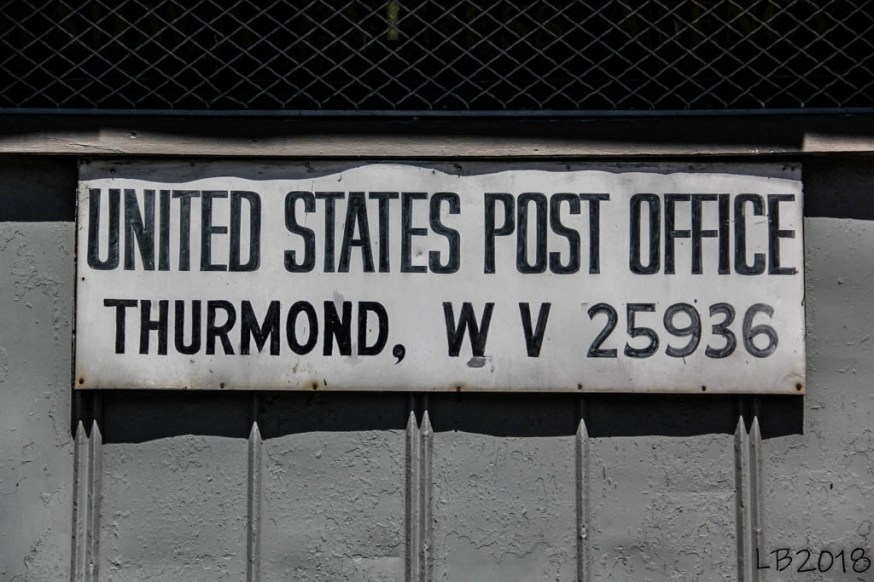 UNITED STATES POST OFFICE
THURMOND, W V 25936
LB2018